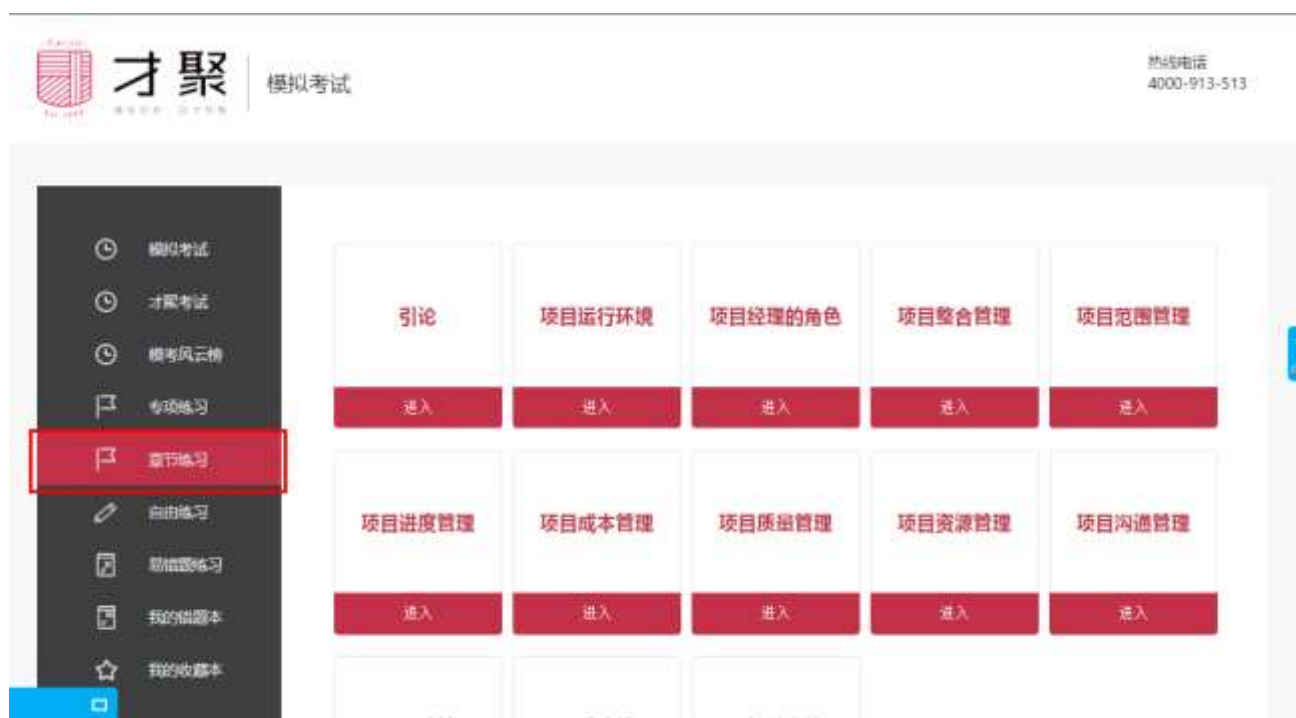 才聚
模拟考试
热线电话
4000-913-513
模拟考试
才聚考试
模考风云榜
专项练习
章节练习
自由练习
易错题练习
我的错题本
我的收藏本
引论
项目运行环境
项目经理的角色
项目整合管理
项目范围管理
进入
进入
进入
进入
进入
项目进度管理
项目成本管理
项目质量管理
项目资源管理
项目沟通管理
进入
进入
进入
进入
进入